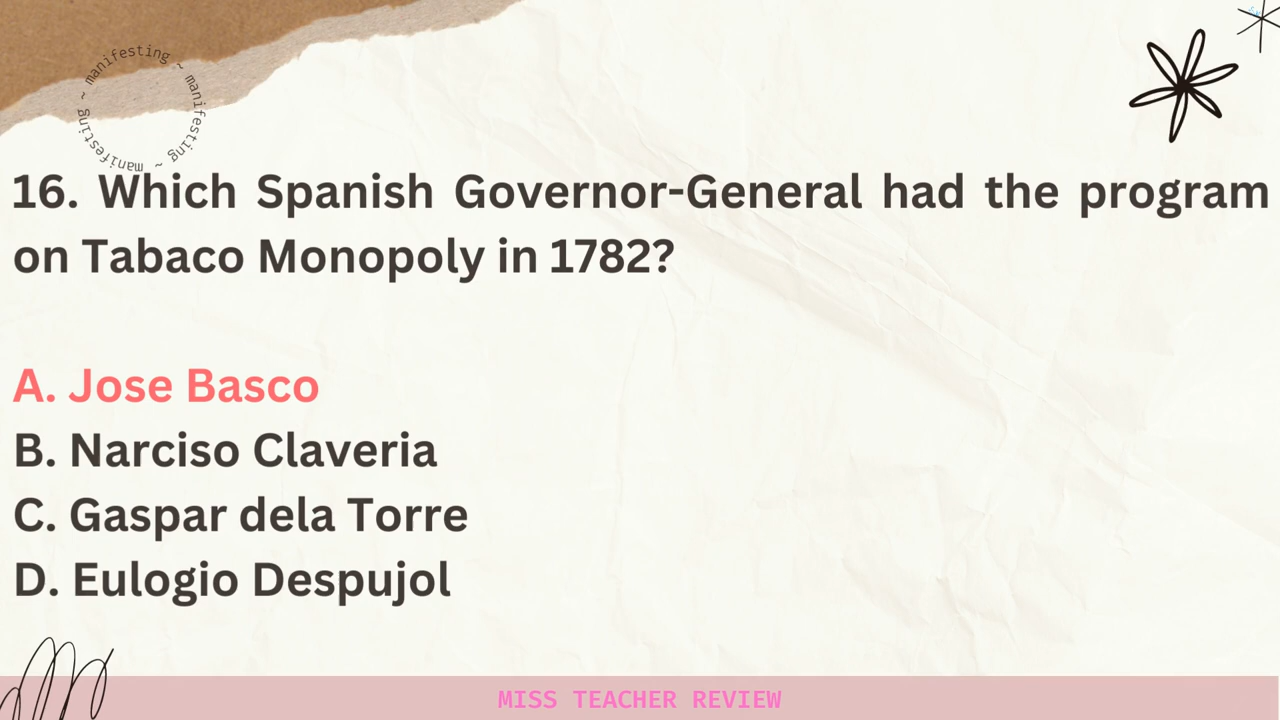 manifesting ~ manifesting ~ manifesting ~
16. Which Spanish Governor-General had the program
on Tabaco Monopoly in 1782?
A. Jose Basco
B. Narciso Claveria
C. Gaspar dela Torre
D. Eulogio Despujol
MISS TEACHER REVIEW